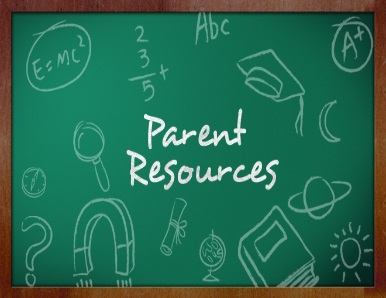 E=MC²
2
3
+
5
Abc
A+
Parent
Resources
?